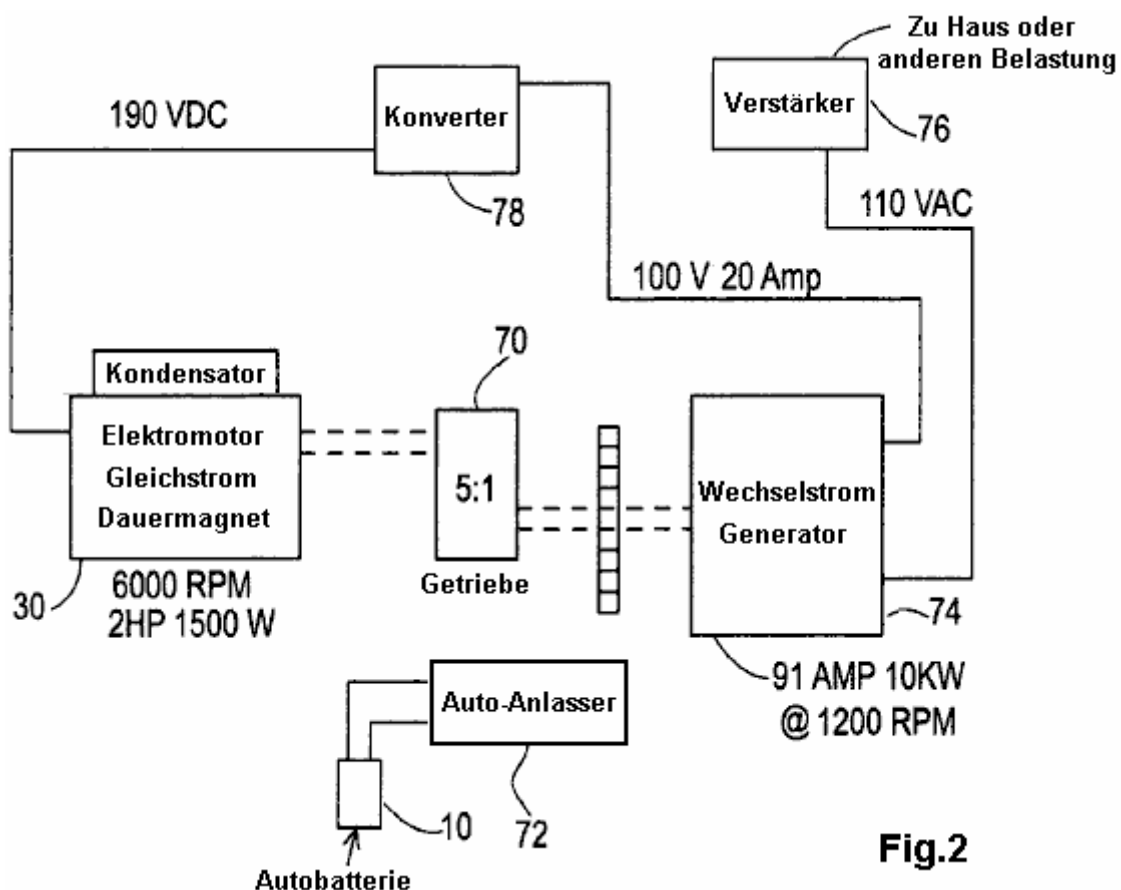 Zu Haus oder
anderen Belastung
190 VDC
Konverter
78
Verstärker
76
110 VAC
100 V 20 Amp
Kondensator
Elektromotor
Gleichstrom
Dauermagnet
30
6000 RPM
2HP 1500 W
70
5:1
Getriebe
Wechselstrom
Generator
74
91 AMP 10KW
@ 1200 RPM
Auto-Anlasser
72
10
Autobatterie
Fig.2